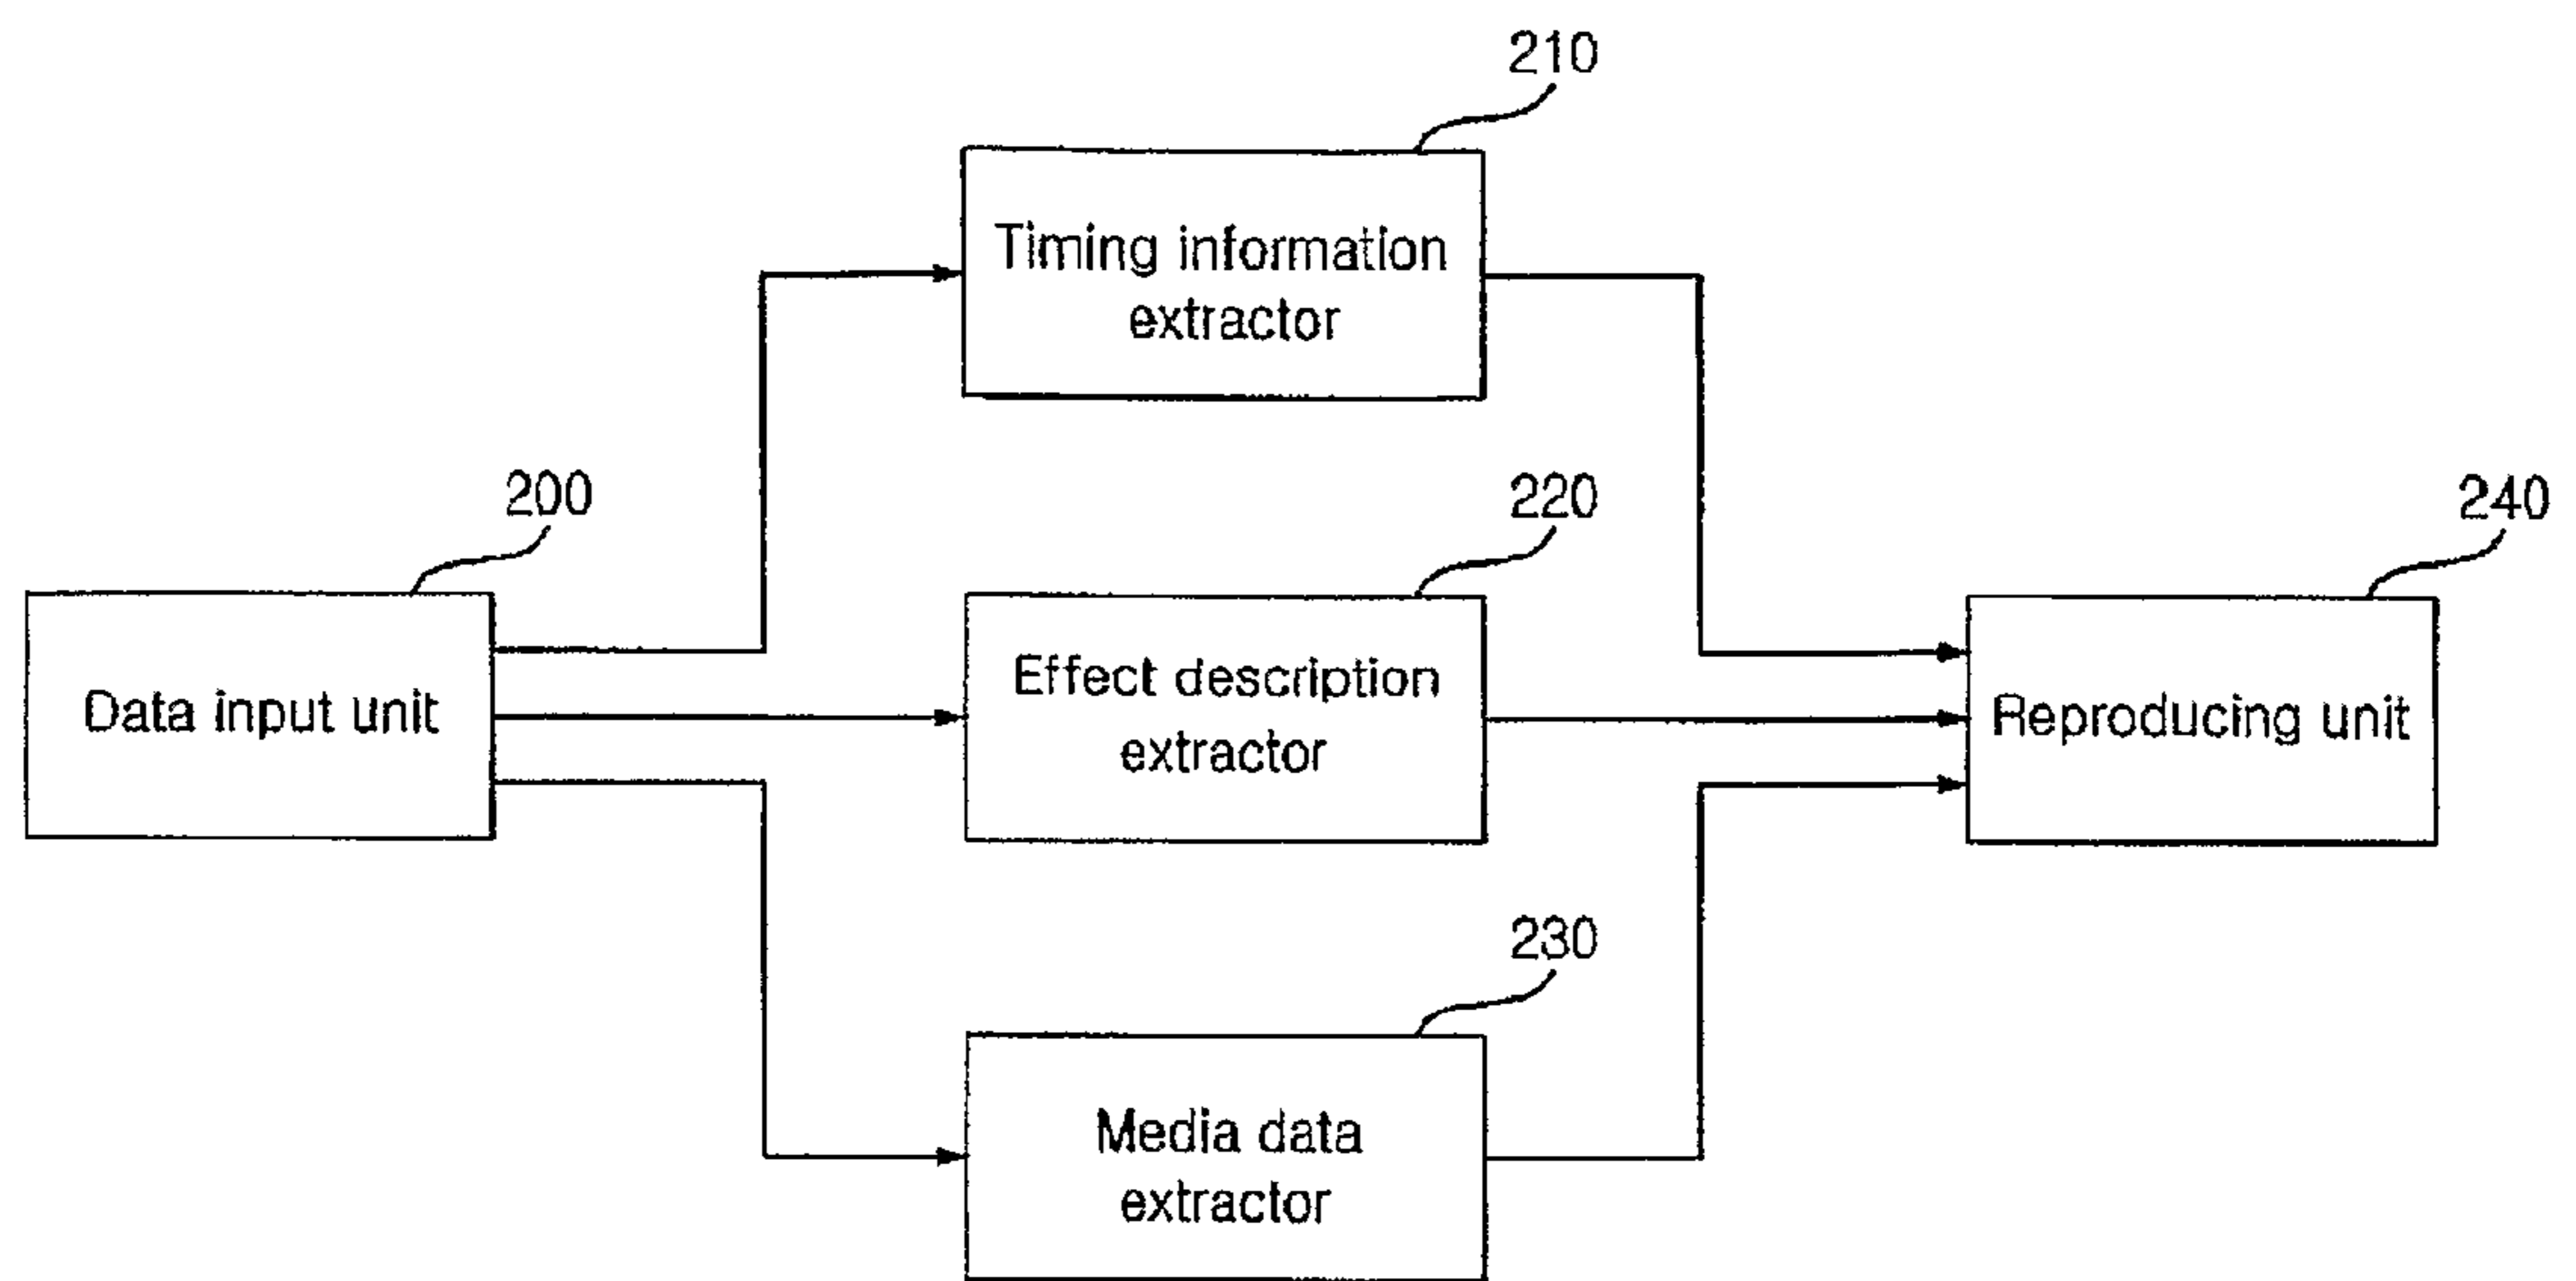 210
Timing information
extractor
200
Data input unit
220
Effect description
extractor
240
Reproducing unit
230
Media data
extractor